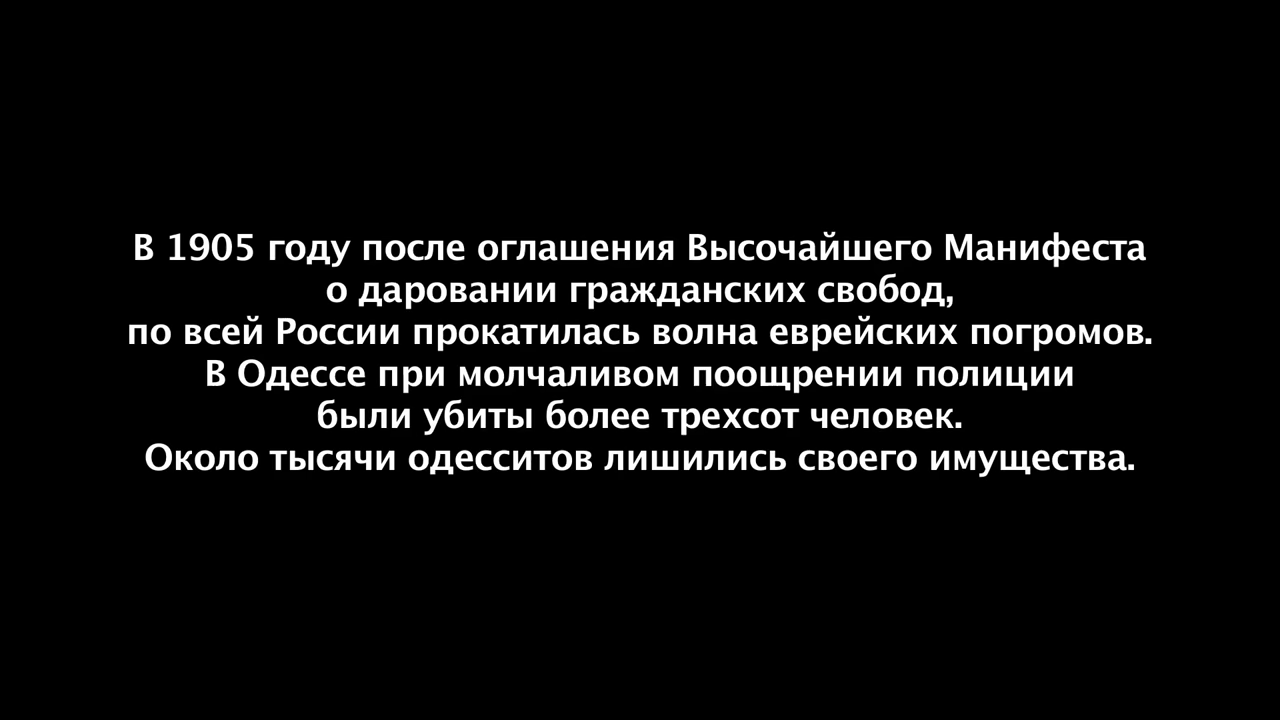 В 1905 году после оглашения Высочайшего Манифеста
о даровании гражданских свобод,
по всей России прокатилась волна еврейских погромов.
В Одессе при молчаливом поощрении полиции
были убиты более трехсот человек.
Около тысячи одесситов лишились своего имущества.